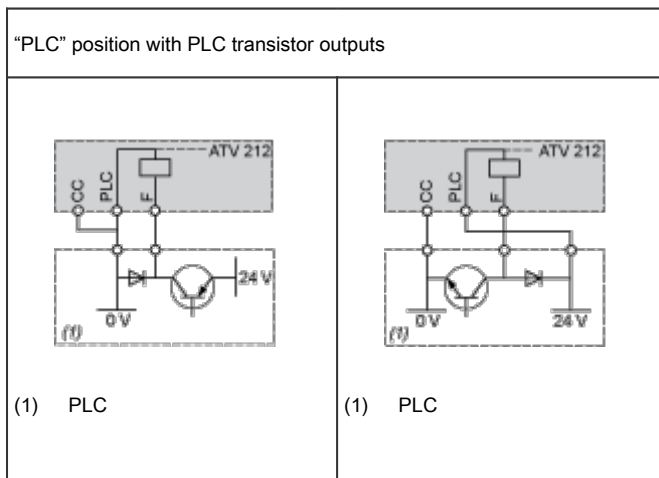 “PLC” position with PLC transistor outputs
ATV 212
CC
PLC
F
24 V
0 V
(1)
(1) PLC
ATV 212
CC
PLC
F
0 V
24 V
(1)
(1) PLC